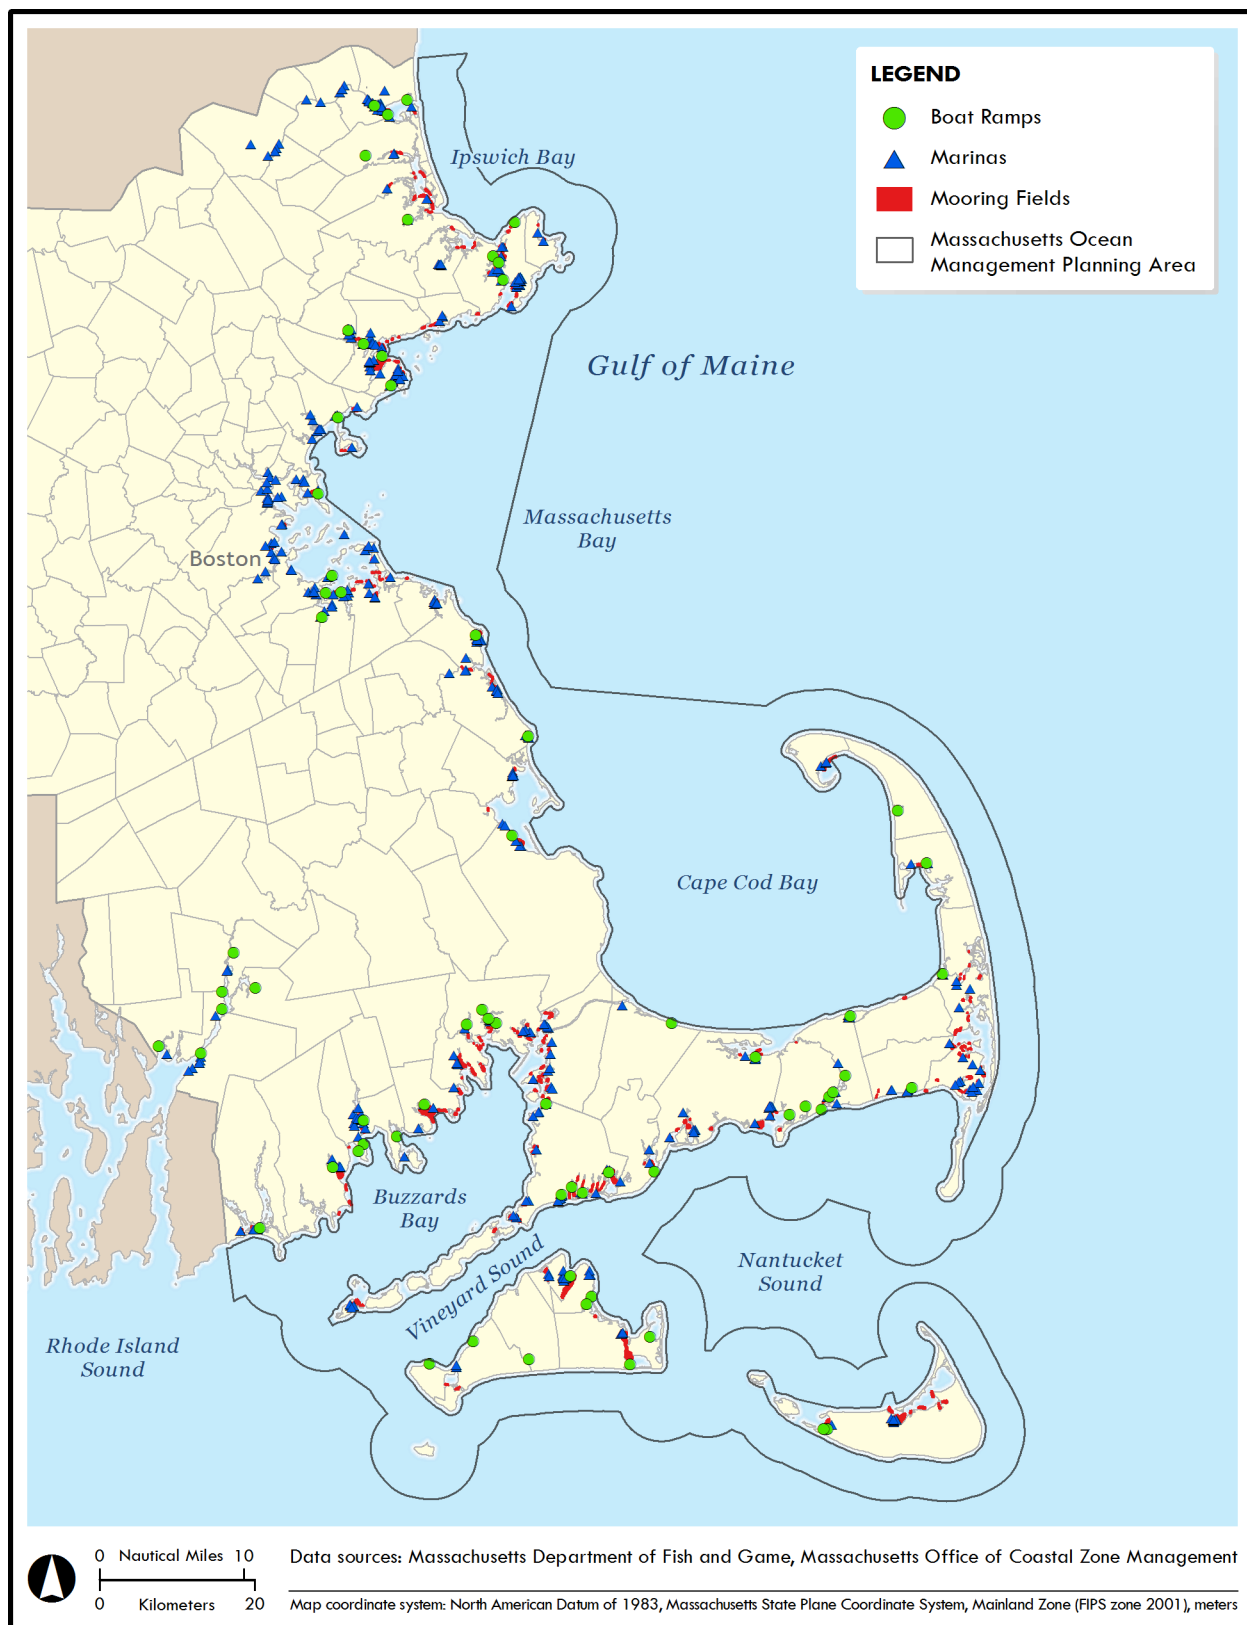 LEGEND
Boat Ramps
Marinas
Mooring Fields
Massachusetts Ocean
Management Planning Area
Ipswich Bay
Gulf of Maine
Massachusetts
Bay
Boston
Cape Cod Bay
Buzzards
Bay
Vineyard Sound
Nantucket
Sound
Rhode Island
Sound
0 Nautical Miles 10
0 Kilometers 20
Data sources: Massachusetts Department of Fish and Game, Massachusetts Office of Coastal Zone Management
Map coordinate system: North American Datum of 1983, Massachusetts State Plane Coordinate System, Mainland Zone (FIPS zone 2001), meters